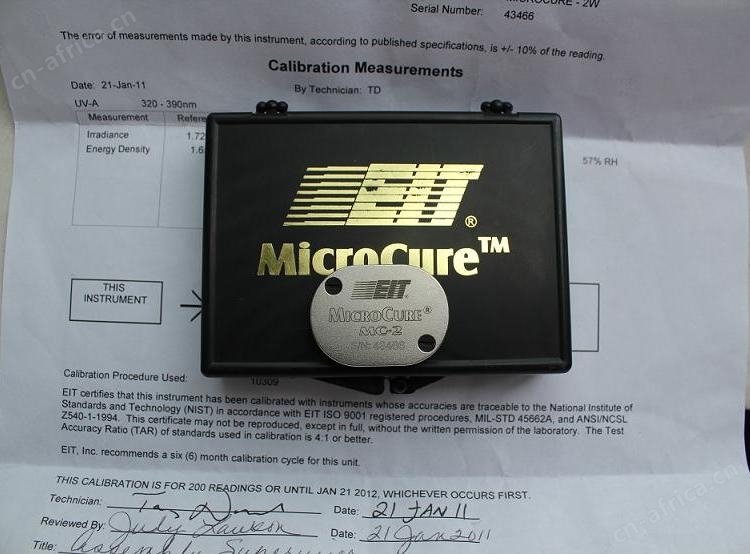 MICROCURE - 2W
Serial Number: 43466
The error of measurements made by this instrument, according to published specifications, is +/- 10% of the reading.
Calibration Measurements
Date: 21-Jan-11
By Technician: TD
UV-A 320 - 390nm
Measurement
Irradiance 1.72
Energy Density 1.6
57% RH
EIT®
MicroCure™
THIS
INSTRUMENT
EIT®
MICROCURE®
MC-2
S/N: 43466
Calibration Procedure Used: 10309
EIT certifies that this instrument has been calibrated with instruments whose accuracies are traceable to the National Institute of
Standards and Technology (NIST) in accordance with EIT ISO 9001 registered procedures, MIL-STD 45662A, and ANSI/NCSL
Z540-1-1994. This certificate may not be reproduced, except in full, without the written permission of the laboratory. The Test
Accuracy Ratio (TAR) of standards used in calibration is 4:1 or better.
EIT, Inc. recommends a six (6) month calibration cycle for this unit.
THIS CALIBRATION IS FOR 200 READINGS OR UNTIL JAN 21 2012, WHICHEVER OCCURS FIRST.
Technician: Date: 21 JAN 11
Reviewed By: Judy Lawson Date: 21 Jan 2011
Title: Assembly Supervisor
cn-africa.cn